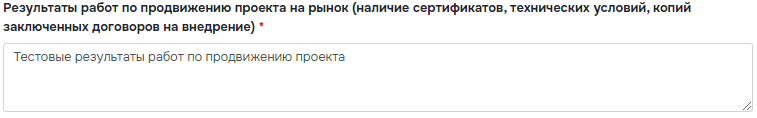 Результаты работ по продвижению проекта на рынок (наличие сертификатов, технических условий, копий
заключенных договоров на внедрение) *
Тестовые результаты работ по продвижению проекта